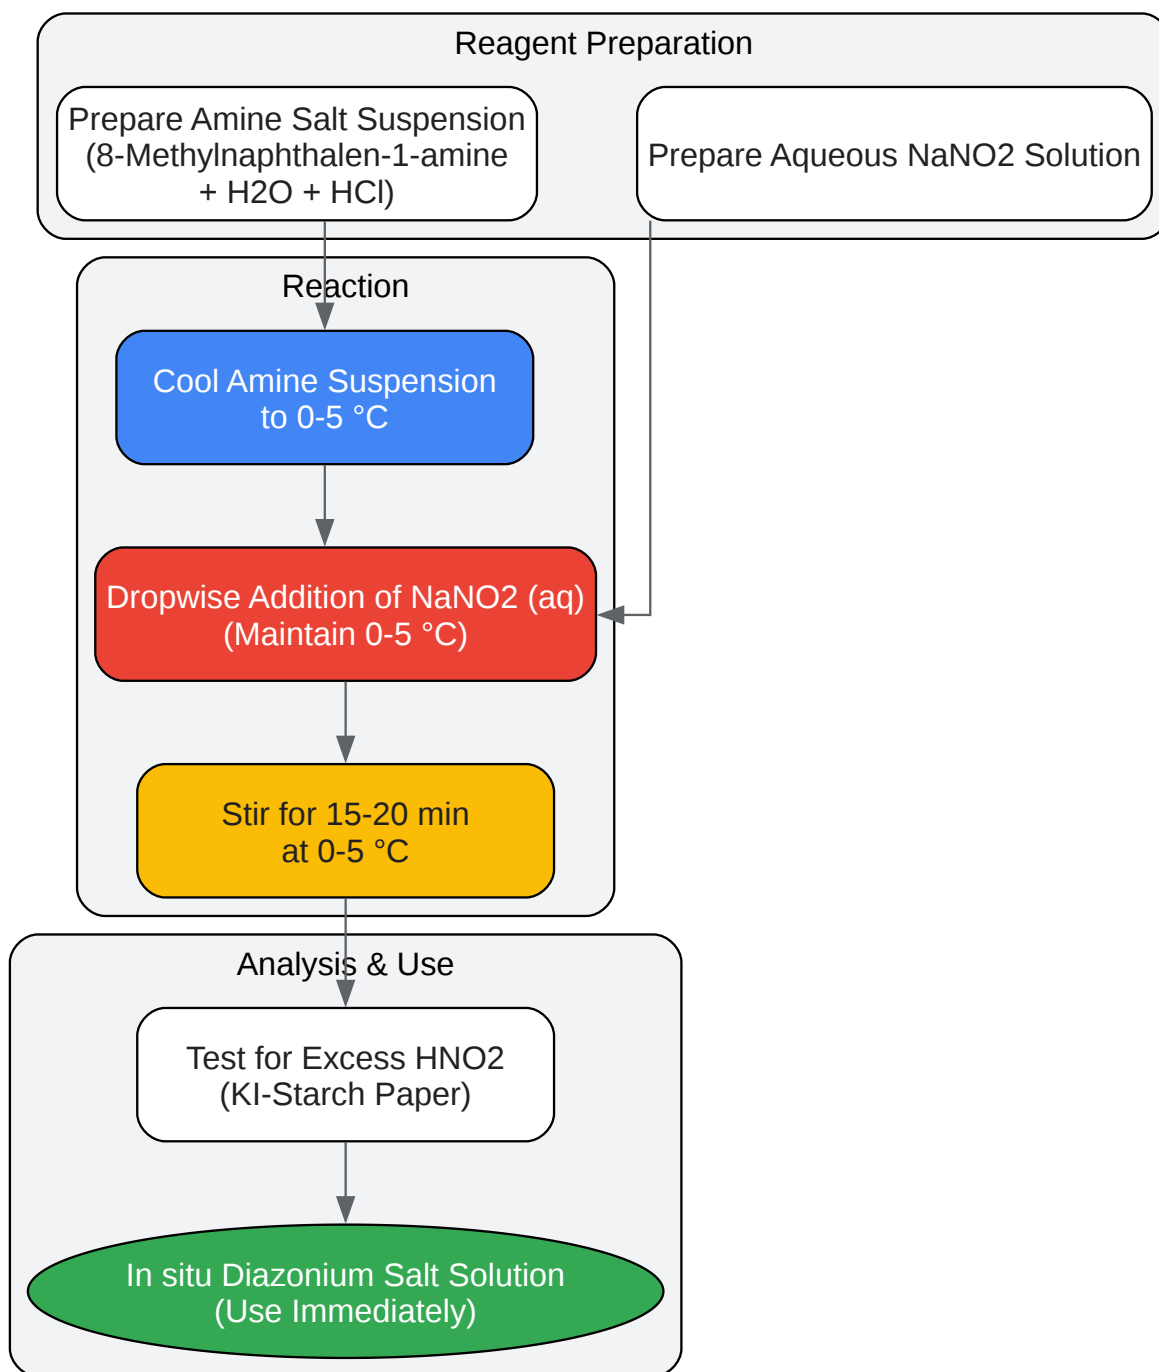 Reagent Preparation
Prepare Amine Salt Suspension
(8-Methylnaphthalen-1-amine
+ H2O + HCl)
Prepare Aqueous NaNO2 Solution
Reaction
Cool Amine Suspension
to 0-5 °C
Dropwise Addition of NaNO2 (aq)
(Maintain 0-5 °C)
Stir for 15-20 min
at 0-5 °C
Analysis & Use
Test for Excess HNO2
(KI-Starch Paper)
In situ Diazonium Salt Solution
(Use Immediately)